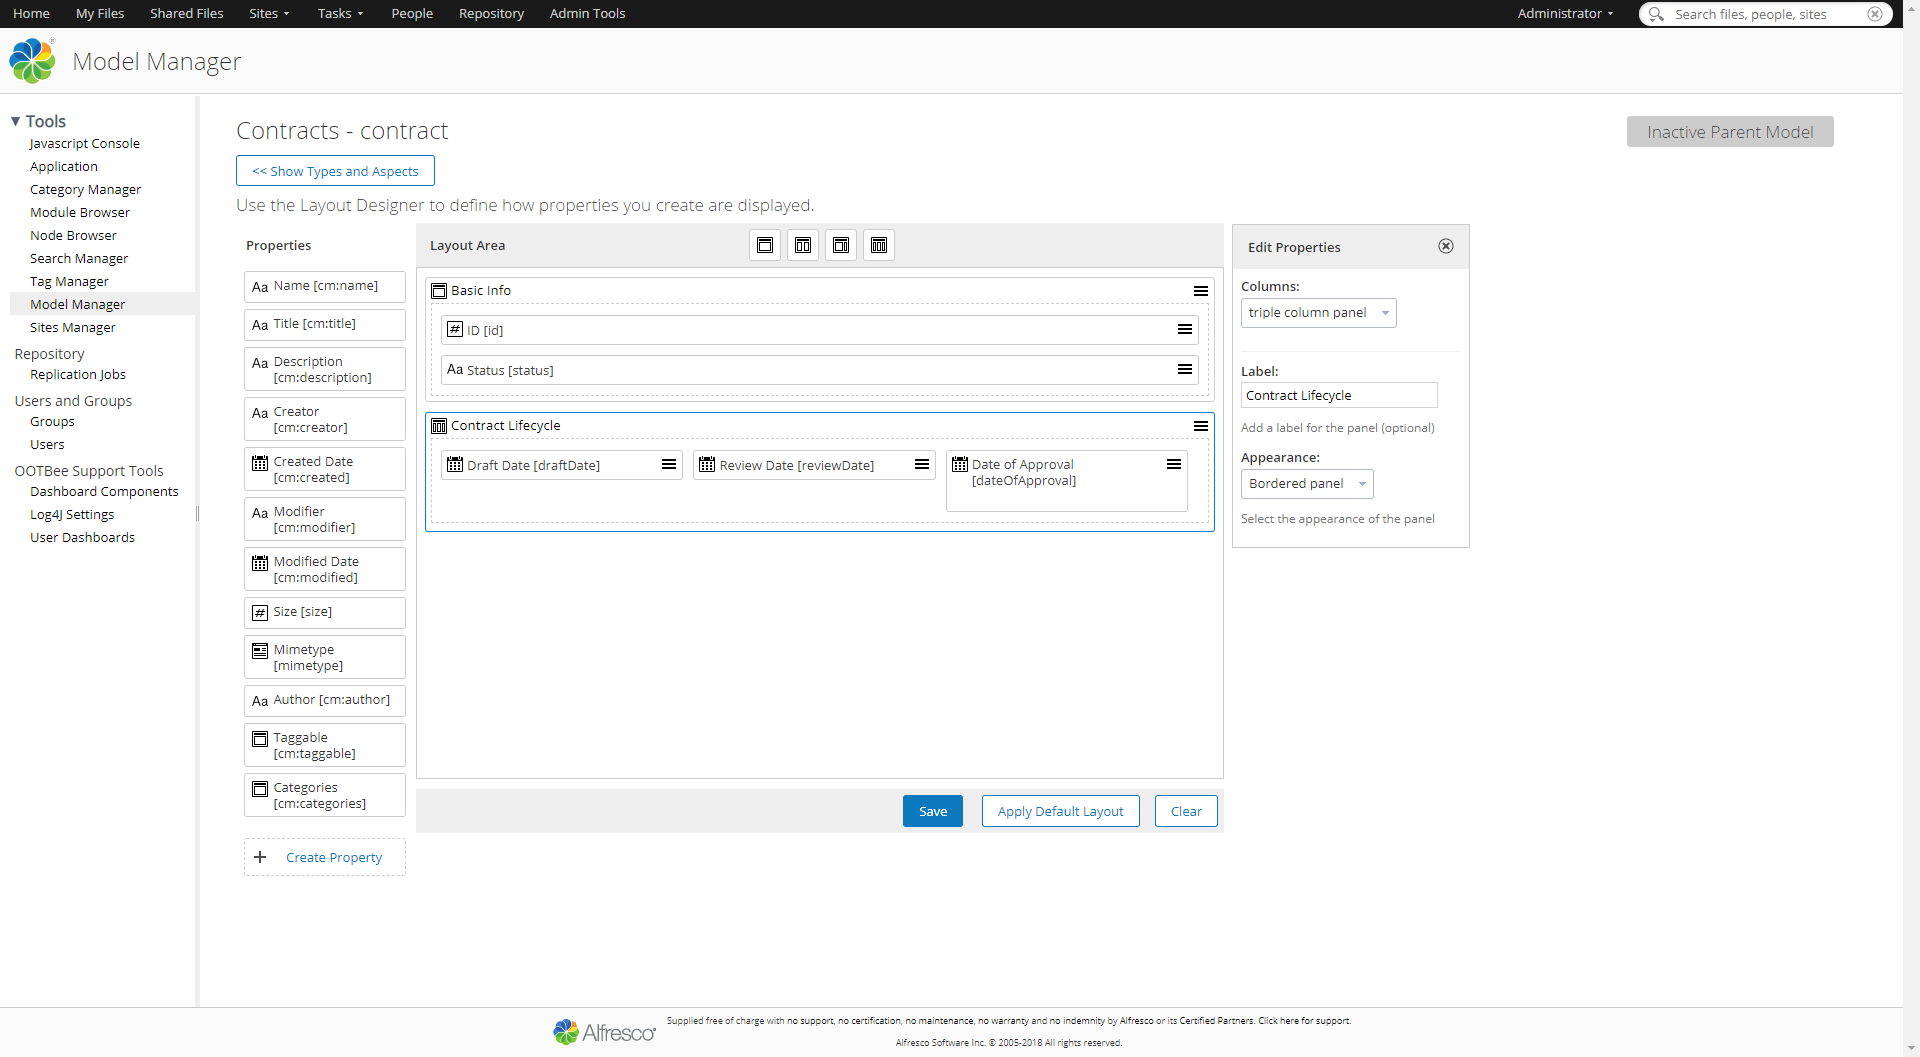 Home My Files Shared Files Sites Tasks People Repository Admin Tools Administrator Search files, people, sites
Model Manager
Tools
Javascript Console
Application
Category Manager
Module Browser
Node Browser
Search Manager
Tag Manager
Model Manager
Sites Manager
Repository
Replication Jobs
Users and Groups
Groups
Users
OOTBee Support Tools
Dashboard Components
Log4J Settings
User Dashboards
Contracts - contract
Inactive Parent Model
<< Show Types and Aspects
Use the Layout Designer to define how properties you create are displayed.
Properties
Aa Name [cm:name]
Aa Title [cm:title]
Aa Description
[cm:description]
Aa Creator
[cm:creator]
Created Date
[cm:created]
Aa Modifier
[cm:modifier]
Modified Date
[cm:modified]
# Size [size]
Mimetype
[mimetype]
Aa Author [cm:author]
Taggable
[cm:taggable]
Categories
[cm:categories]
+ Create Property
Layout Area
Basic Info
# ID [id]
Aa Status [status]
Contract Lifecycle
Draft Date [draftDate]
Review Date [reviewDate]
Date of Approval
[dateOfApproval]
Save
Apply Default Layout
Clear
Edit Properties
Columns:
triple column panel
Label:
Contract Lifecycle
Add a label for the panel (optional)
Appearance:
Bordered panel
Select the appearance of the panel
Alfresco
Supplied free of charge with no support, no certification, no maintenance, no warranty and no indemnity by Alfresco or its Certified Partners. Click here for support.
Alfresco Software Inc. © 2005-2018 All rights reserved.